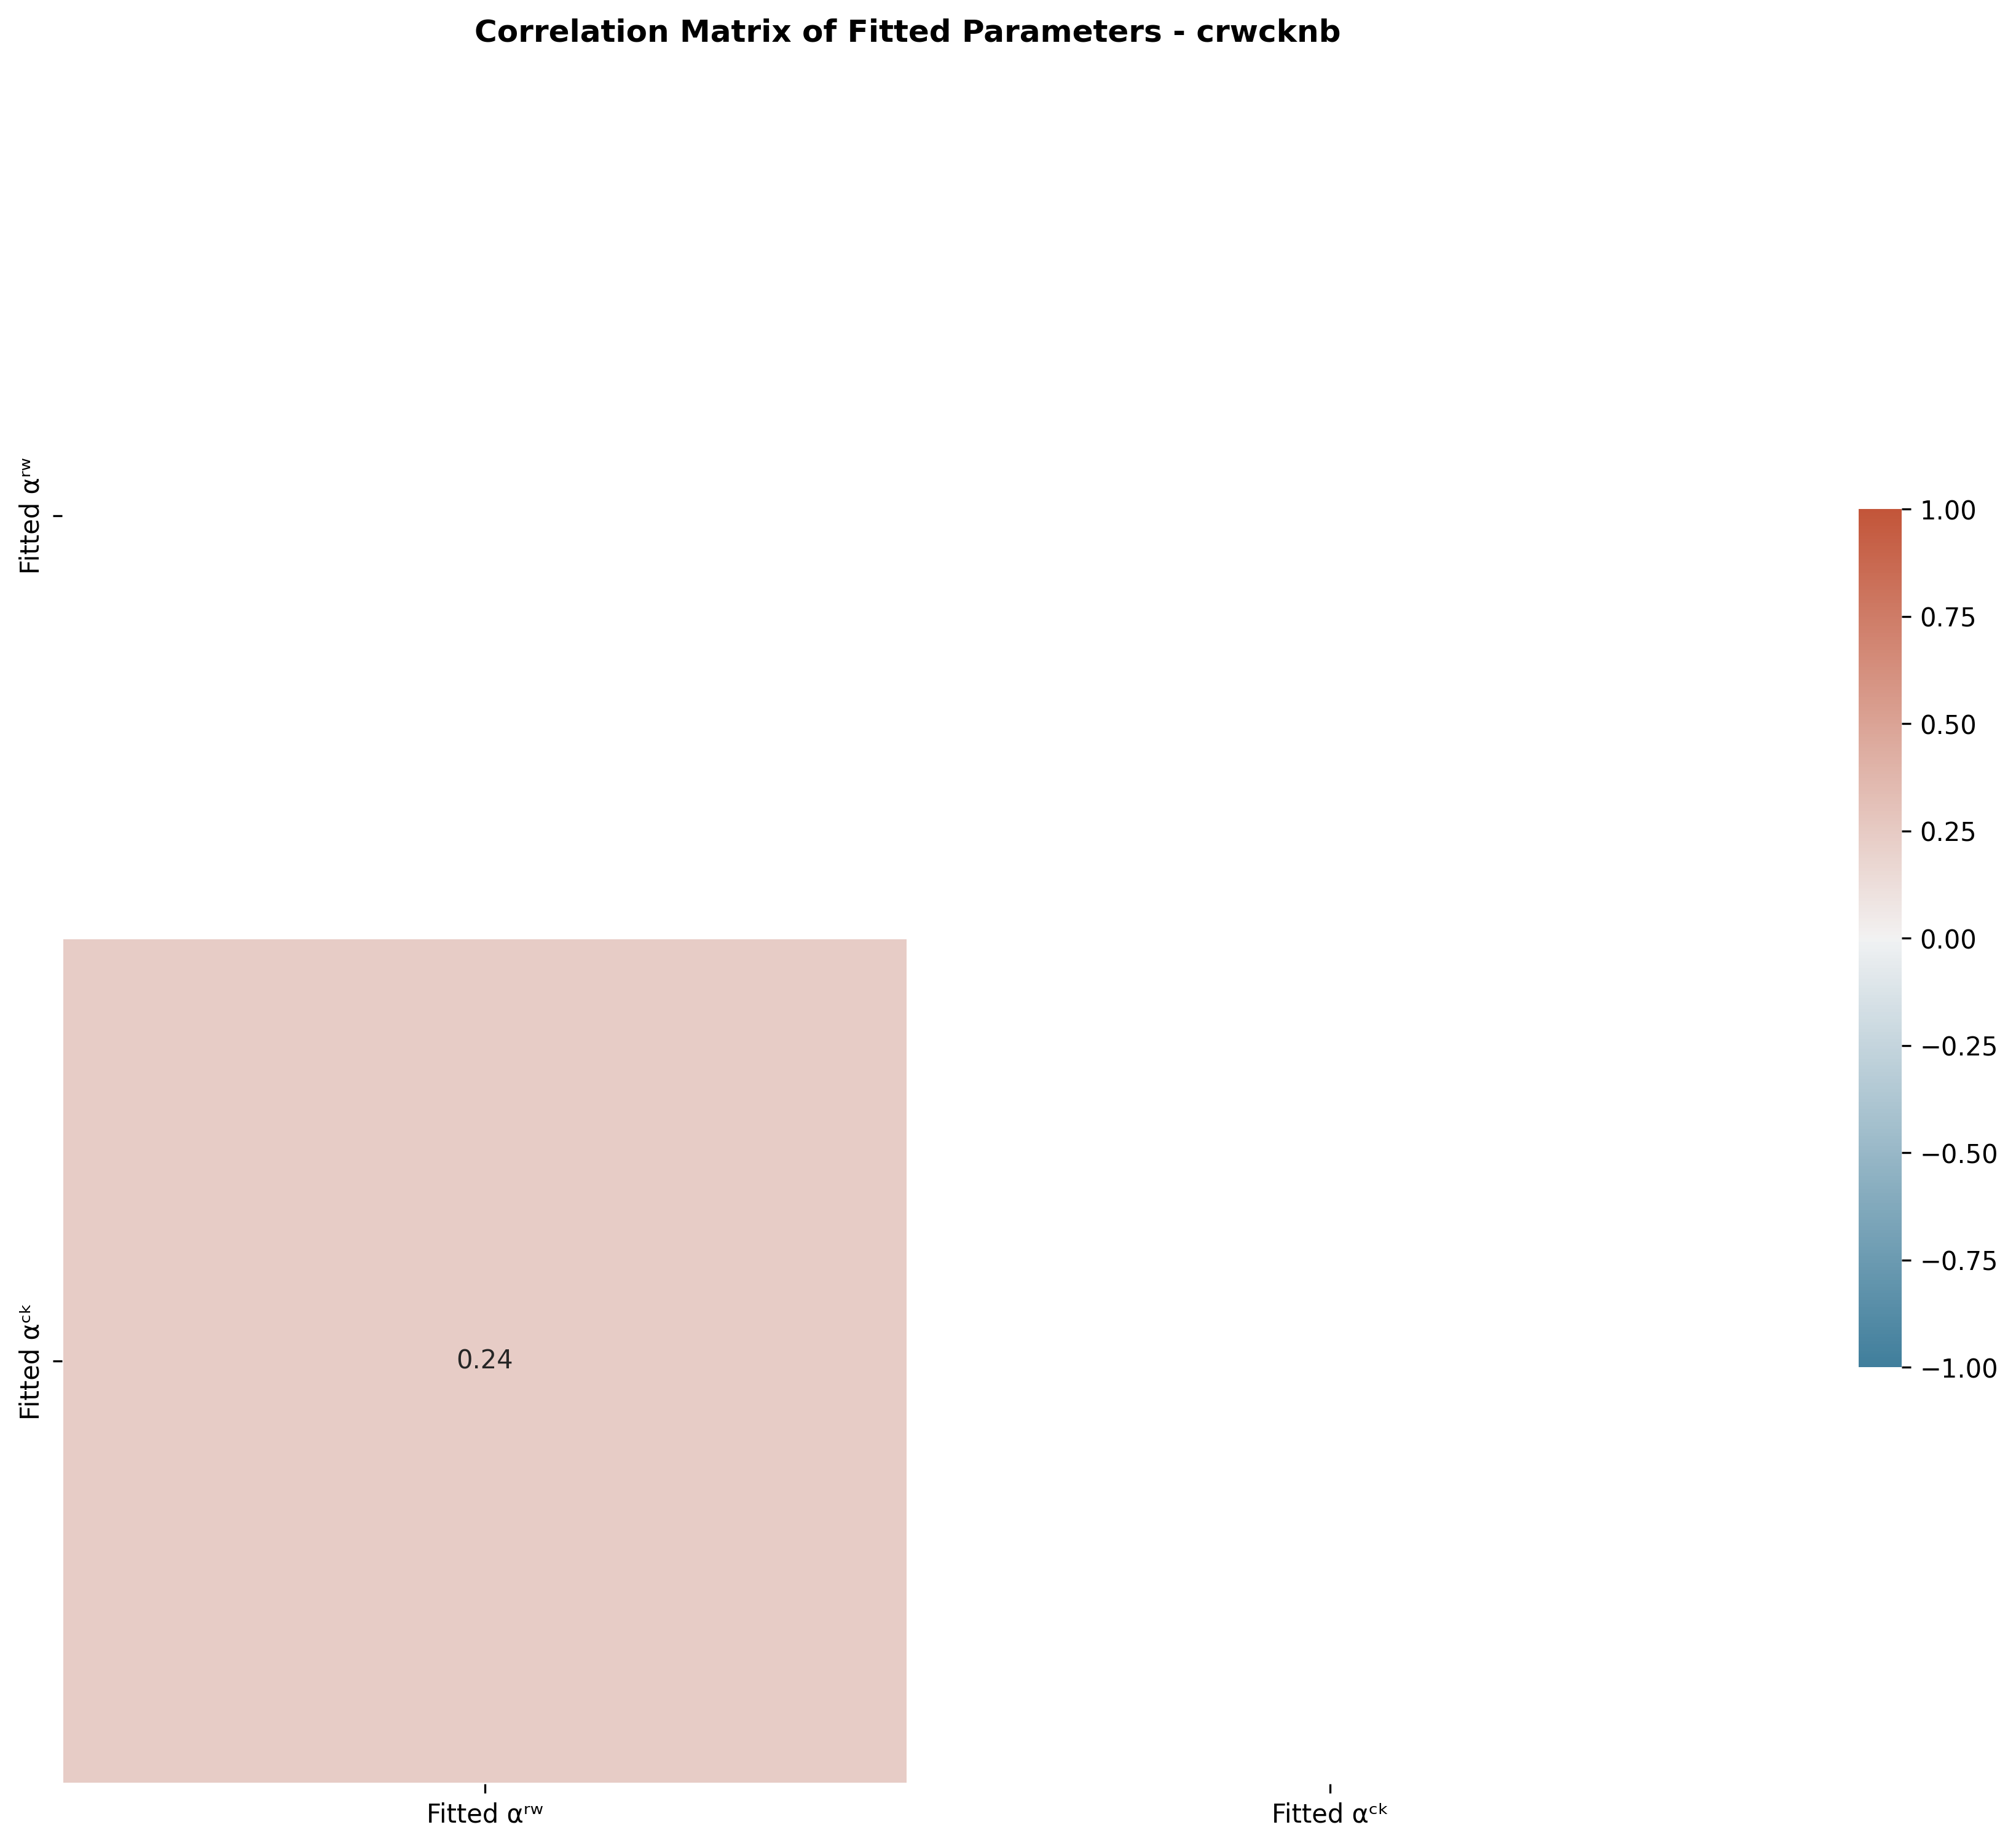 Correlation Matrix of Fitted Parameters - crwcknb
Fitted αʳʷ
Fitted αᶜᵏ
0.24
Fitted αʳʷ
Fitted αᶜᵏ
1.00
0.75
0.50
0.25
0.00
−0.25
−0.50
−0.75
−1.00